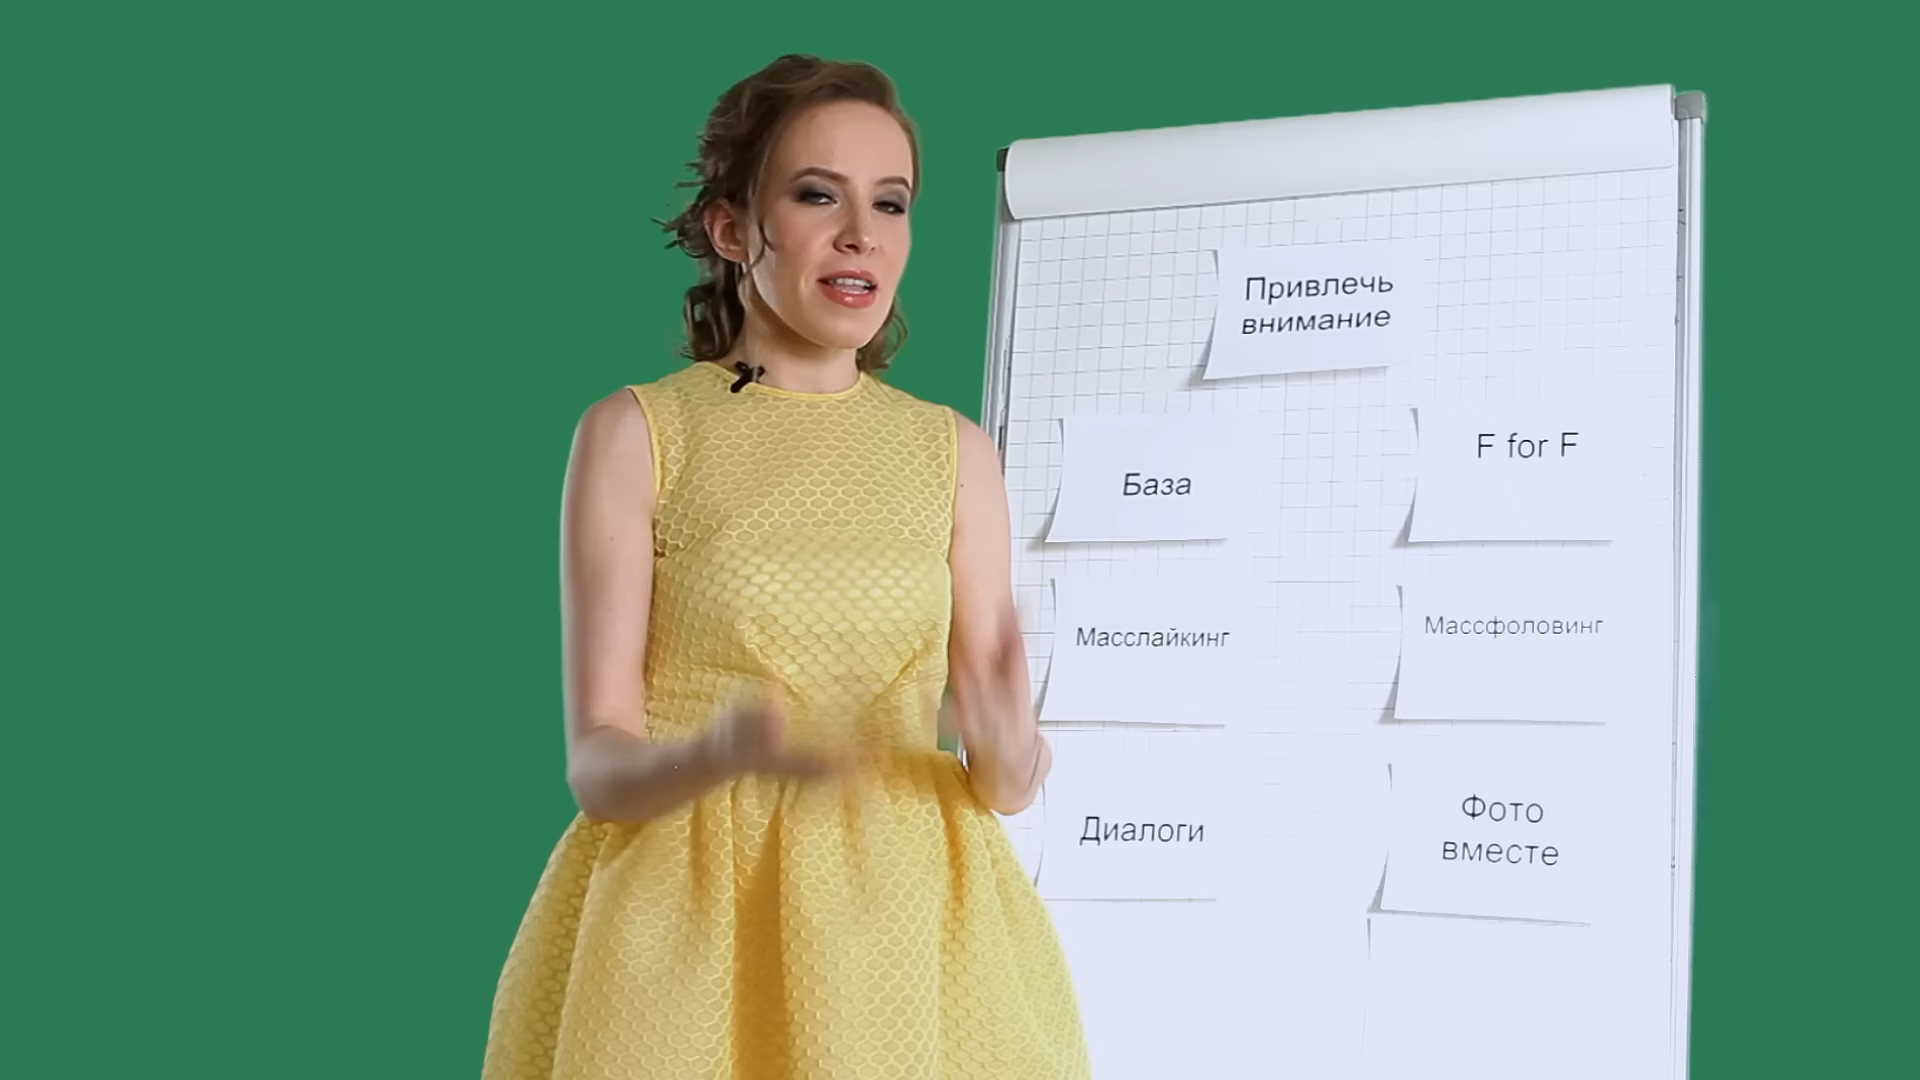 Привлечь
внимание
База
F for F
Масслайкинг
Массфоловинг
Диалоги
Фото
вместе